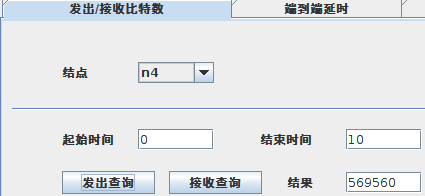 发出/接收比特数 端到端延时
结点 n4
起始时间 0 结束时间 10
发出查询 接收查询 结果 569560